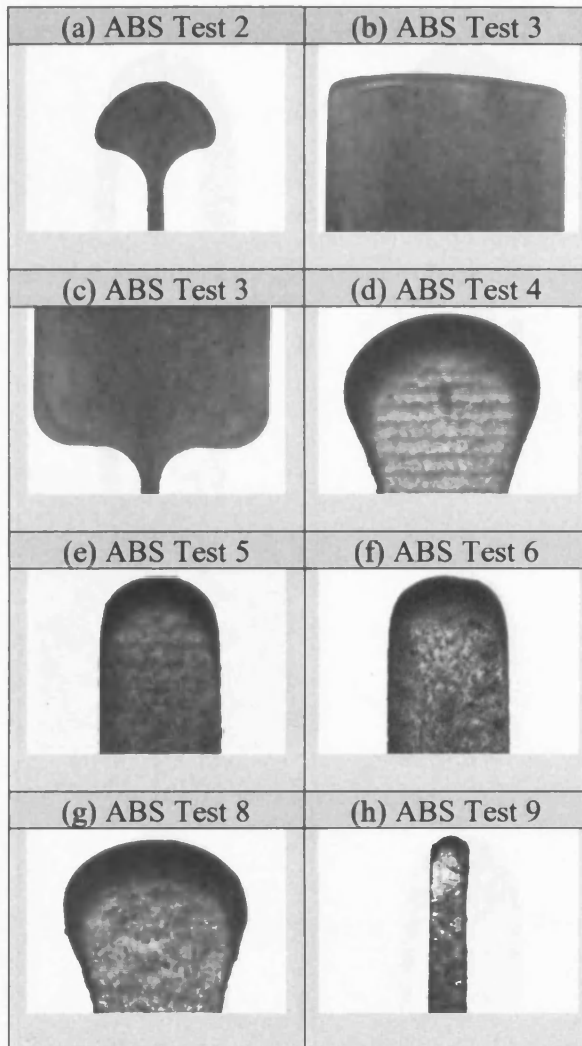 (a) ABS Test 2
(b) ABS Test 3
(c) ABS Test 3
(d) ABS Test 4
(e) ABS Test 5
(f) ABS Test 6
(g) ABS Test 8
(h) ABS Test 9